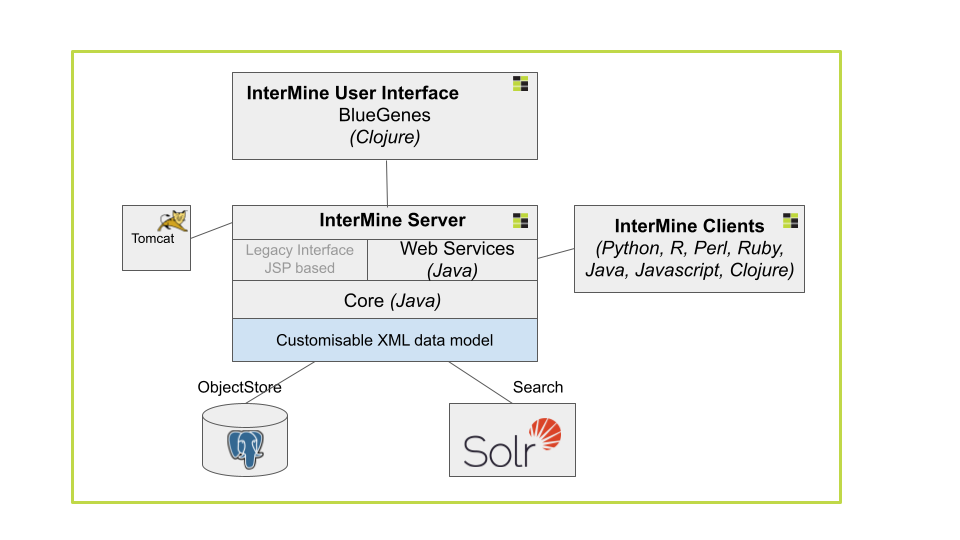 InterMine User Interface
BlueGenes
(Clojure)
Tomcat
InterMine Server
Legacy Interface
JSP based
Web Services
(Java)
Core (Java)
Customisable XML data model
InterMine Clients
(Python, R, Perl, Ruby,
Java, Javascript, Clojure)
ObjectStore
Search
Solr